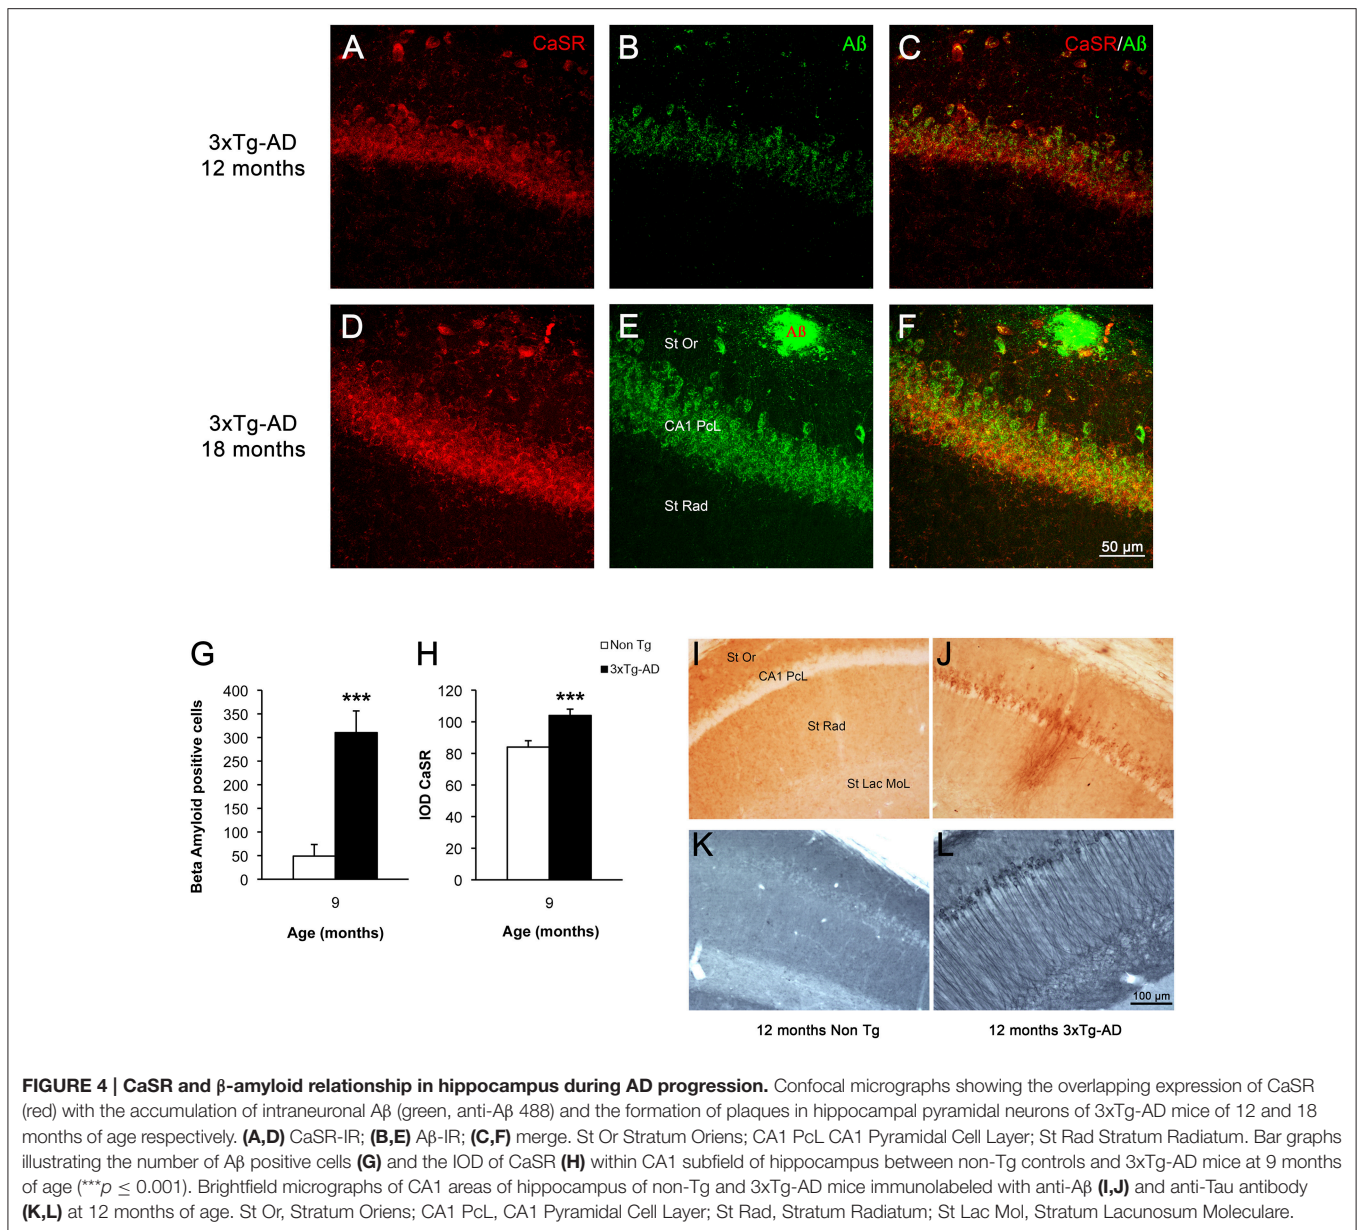 A
CaSR
B
Aß
C
CaSR/Aß
3xTg-AD
12 months
D
E
Aß
St Or
CA1 PcL
St Rad
F
50 µm
3xTg-AD
18 months
G
Beta Amyloid positive cells
400
350
300
250
200
150
100
50
0
***
9
Age (months)
H
Non Tg
3xTg-AD
IOD CaSR
120
100
80
60
40
20
0
***
9
Age (months)
I
St Or
CA1 PcL
St Rad
St Lac MoL
J
K
L
100 µm
12 months Non Tg
12 months 3xTg-AD
FIGURE 4 | CaSR and β-amyloid relationship in hippocampus during AD progression. Confocal micrographs showing the overlapping expression of CaSR
(red) with the accumulation of intraneuronal Aβ (green, anti-Aβ 488) and the formation of plaques in hippocampal pyramidal neurons of 3xTg-AD mice of 12 and 18
months of age respectively. (A,D) CaSR-IR; (B,E) Aβ-IR; (C,F) merge. St Or Stratum Oriens; CA1 PcL CA1 Pyramidal Cell Layer; St Rad Stratum Radiatum. Bar graphs
illustrating the number of Aβ positive cells (G) and the IOD of CaSR (H) within CA1 subfield of hippocampus between non-Tg controls and 3xTg-AD mice at 9 months
of age (***p ≤ 0.001). Brightfield micrographs of CA1 areas of hippocampus of non-Tg and 3xTg-AD mice immunolabeled with anti-Aβ (I,J) and anti-Tau antibody
(K,L) at 12 months of age. St Or, Stratum Oriens; CA1 PcL, CA1 Pyramidal Cell Layer; St Rad, Stratum Radiatum; St Lac Mol, Stratum Lacunosum Moleculare.